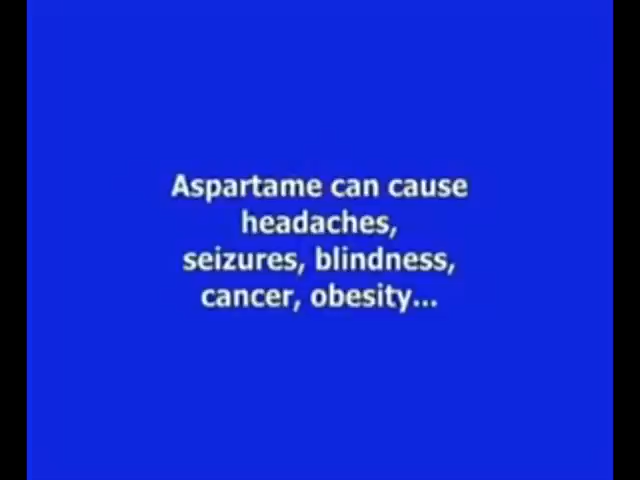 Aspartame can cause
headaches,
seizures, blindness,
cancer, obesity...